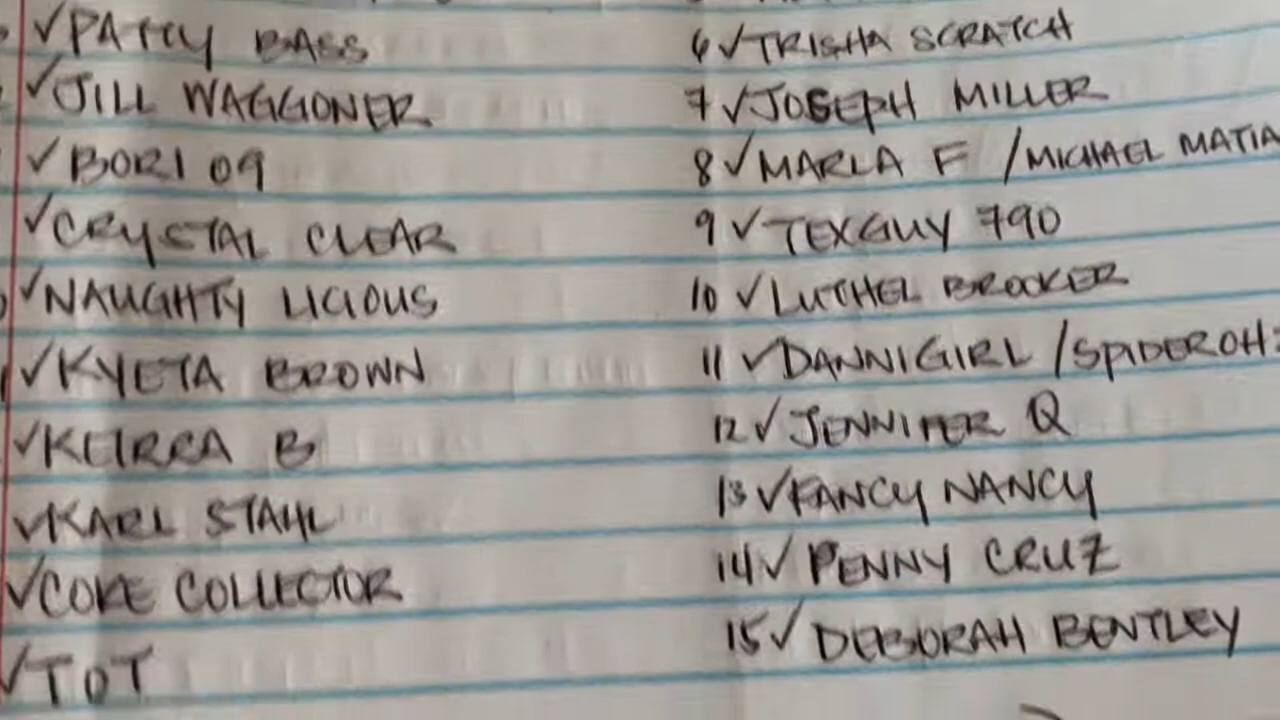 ✓PATTY BASS
✓JILL WAGGONER
✓BORI 09
✓CRYSTAL CLEAR
✓NAUGHTY LICIOUS
✓KYETA BROWN
✓KEIRRA B
✓KARL STAHL
✓COKE COLLECTOR
✓TOT
6 ✓TRISHA SCRATCH
7 ✓JOSEPH MILLER
8 ✓MARLA F /MICHAEL MATIA
9 ✓TEXGUY 790
10 ✓LUTHEL BROOKER
11 ✓DANNIGIRL /SPIDEROH
12 ✓JENNIFER Q
13 ✓FANCY NANCY
14 ✓PENNY CRUZ
15 ✓DEBORAH BENTLEY